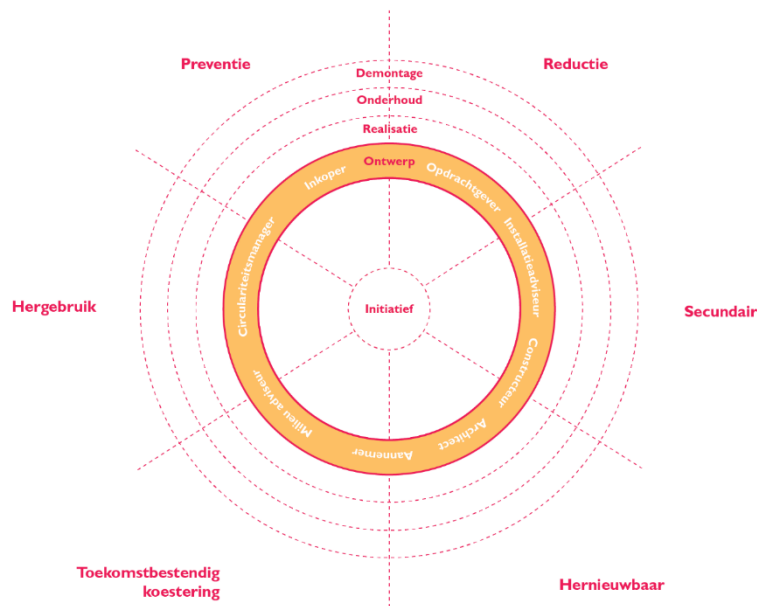 Preventie
Reductie
Demontage
Onderhoud
Realisatie
Ontwerp
Inkoper
Opdrachtgever
Circulariteitsmanager
Installatieadviseur
Hergebruik
Initiatief
Secundair
Constructeur
Milieu adviseur
Architect
Aannemer
Toekomstbestendig
koestering
Hernieuwbaar